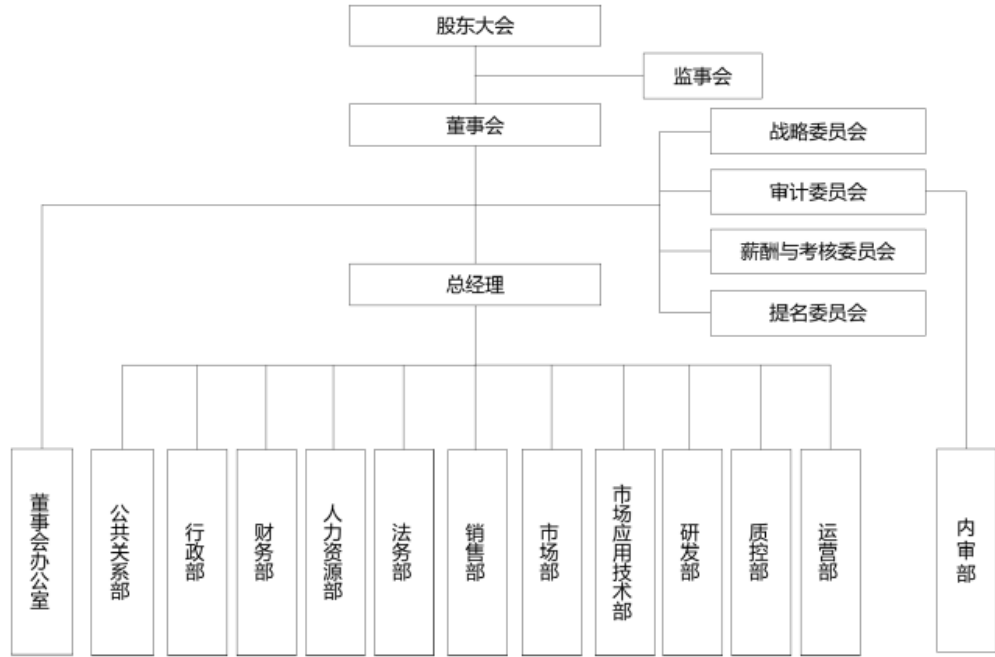 股东大会
监事会
董事会
战略委员会
审计委员会
薪酬与考核委员会
总经理
提名委员会
董事会办公室
公共关系部
行政部
财务部
人力资源部
法务部
销售部
市场部
市场应用技术部
研发部
质控部
运营部
内审部